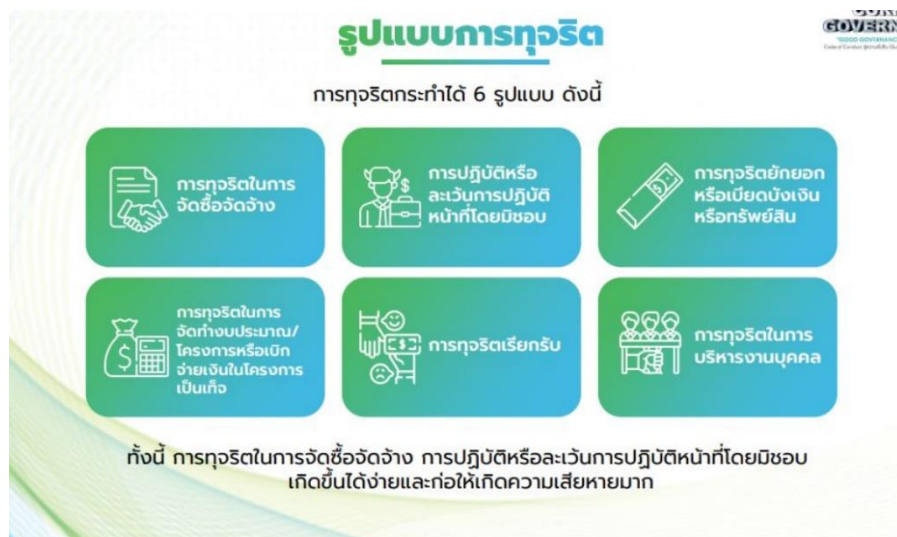 รูปแบบการทุจริต
GOVERN
การทุจริตกระทำได้ 6 รูปแบบ ดังนี้
การทุจริตในการ
จัดซื้อจัดจ้าง
การปฏิบัติหรือ
ละเว้นการปฏิบัติ
หน้าที่โดยมิชอบ
การทุจริตยักยอก
หรือเบียดบังเงิน
หรือทรัพย์สิน
การทุจริตในการ
จัดทำงบประมาณ/
โครงการหรือเบิก
จ่ายเงินในโครงการ
เป็นเท็จ
การทุจริตเรียกรับ
การทุจริตในการ
บริหารงานบุคคล
ทั้งนี้ การทุจริตในการจัดซื้อจัดจ้าง การปฏิบัติหรือละเว้นการปฏิบัติหน้าที่โดยมิชอบ
เกิดขึ้นได้ง่ายและก่อให้เกิดความเสียหายมาก